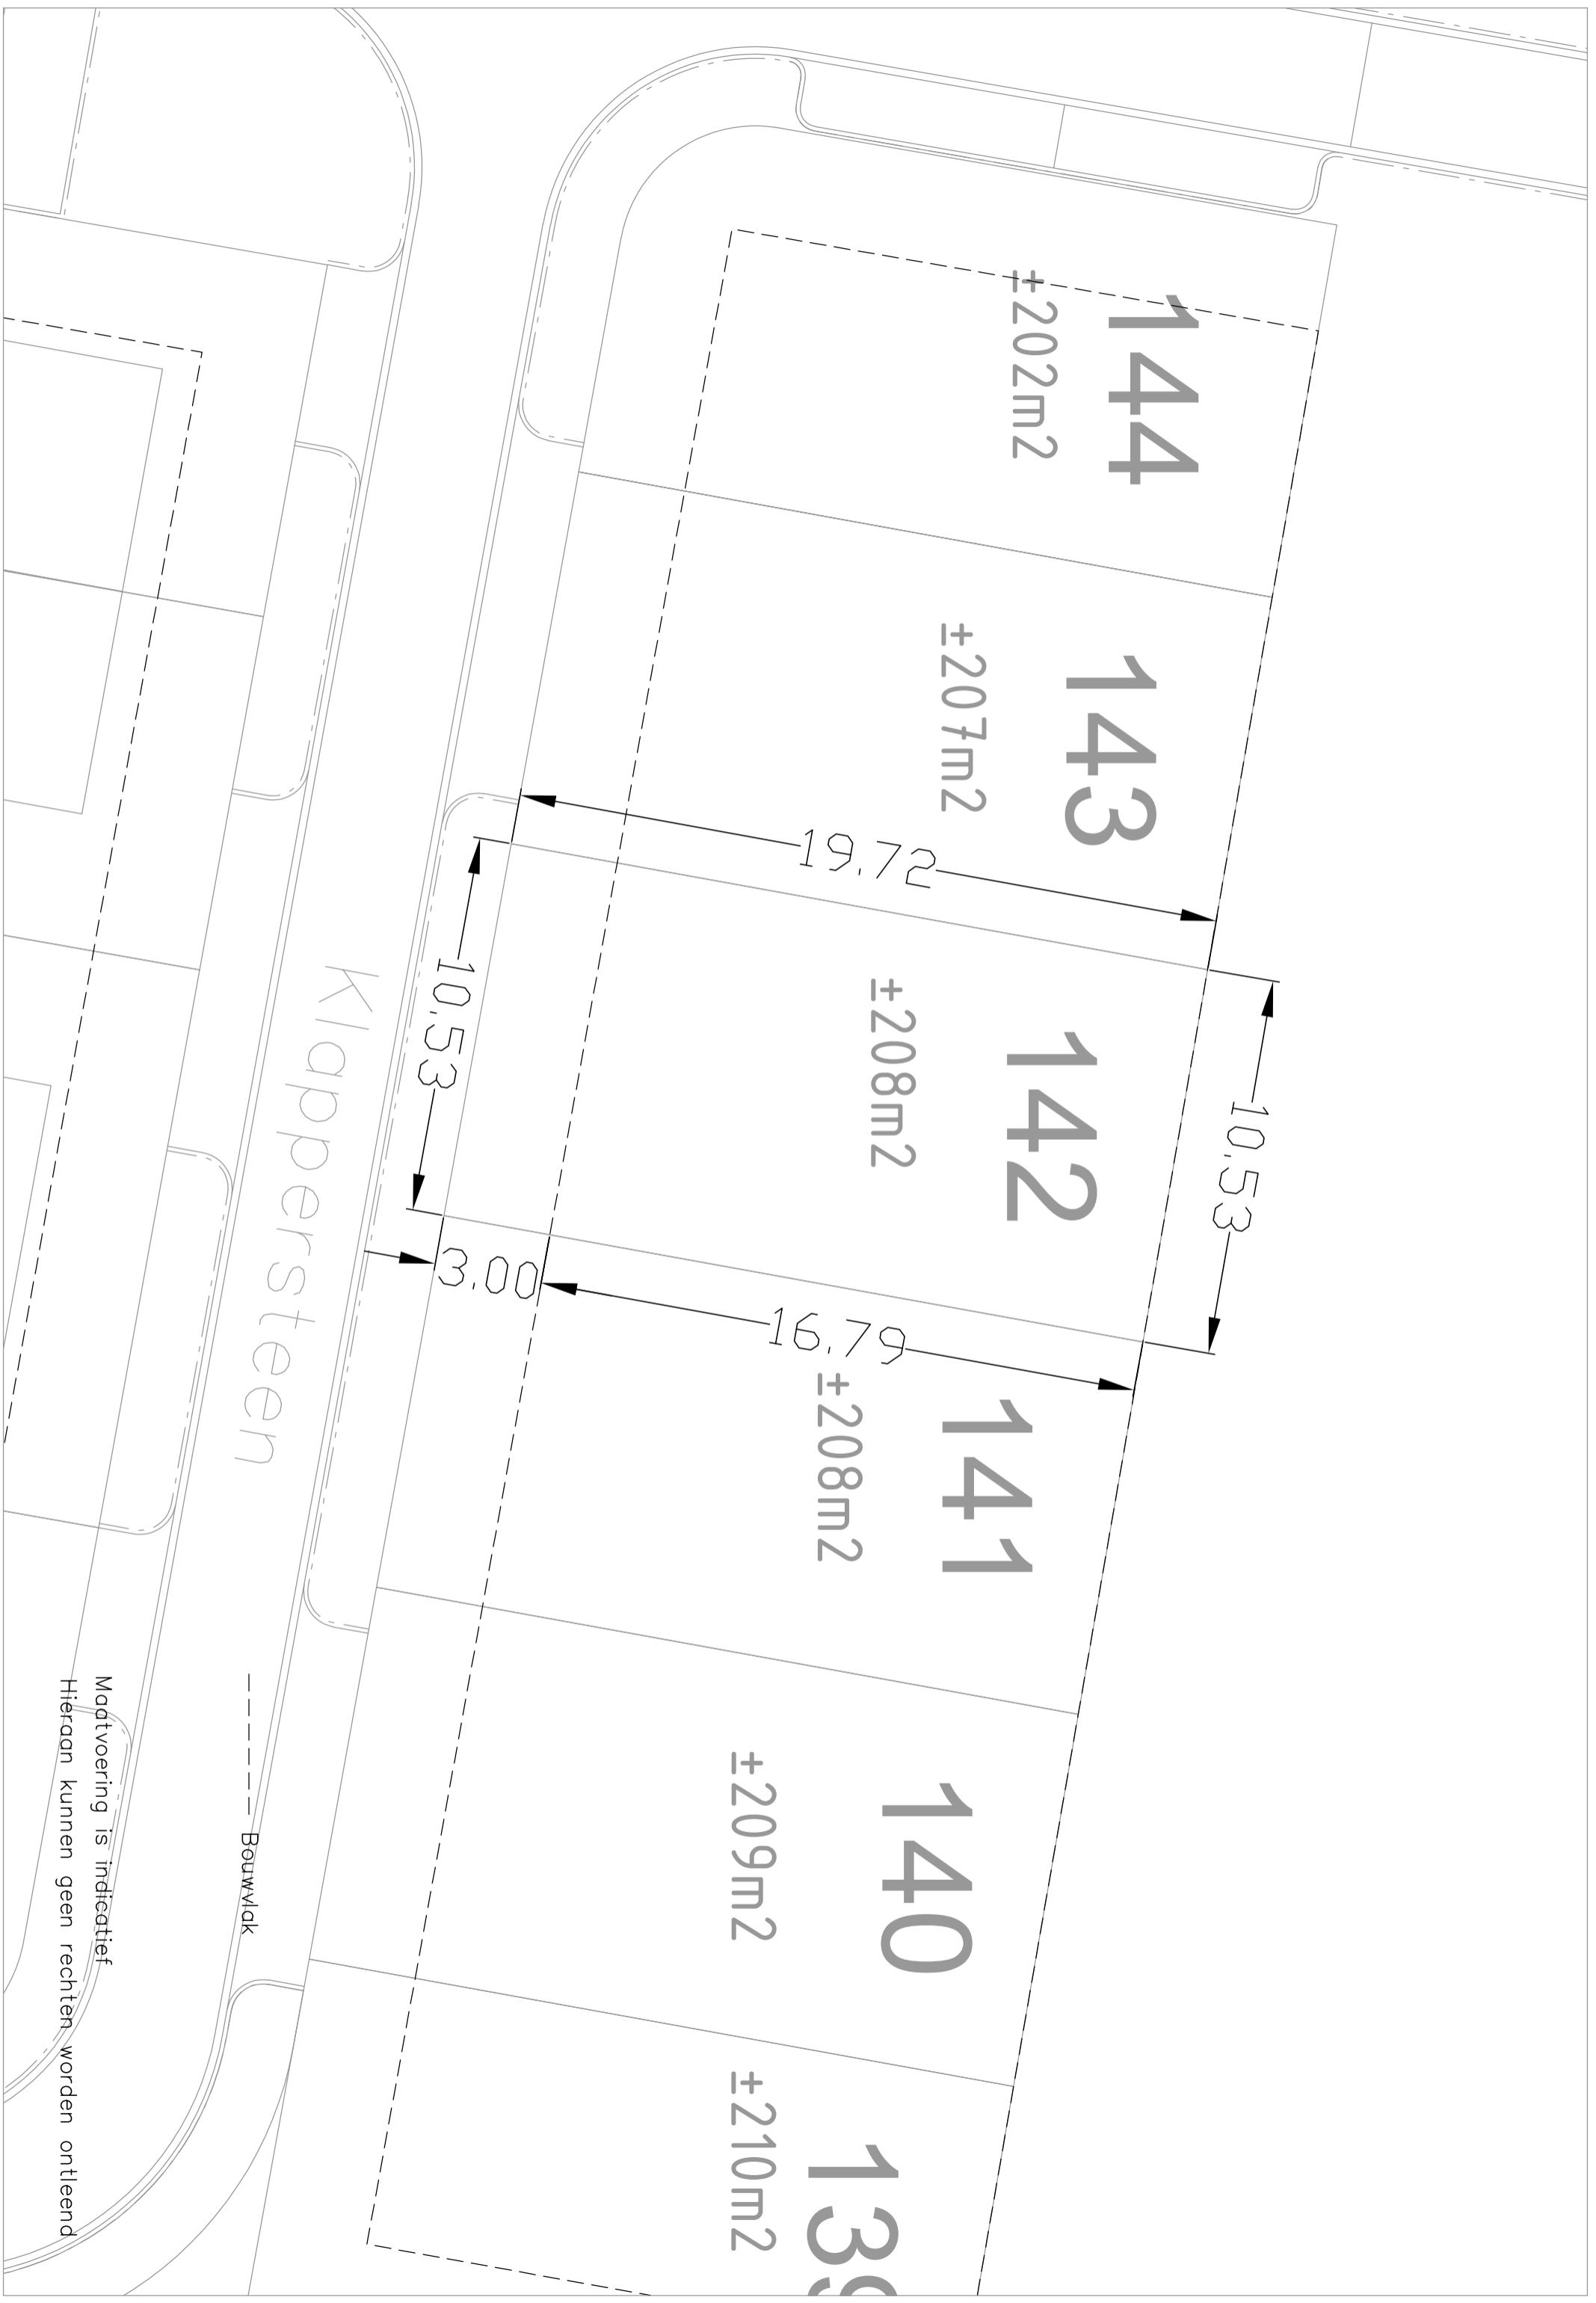 144
±202m2
143
±207m2
19.72
10.53
142
±208m2
10.53
3.00
16.79
141
±208m2
Klappersteen
140
±209m2
139
±210m2
Bouwvlak
Maatvoering is indicatief
Hieraan kunnen geen rechten worden ontleend